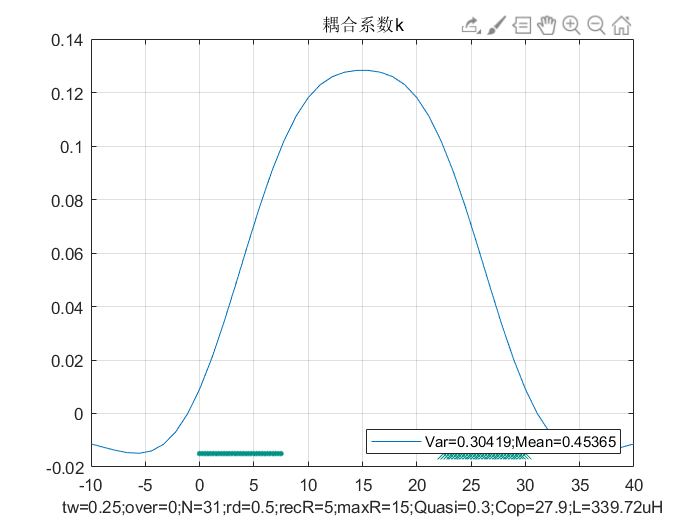 耦合系数k
0.14
0.12
0.1
0.08
0.06
0.04
0.02
0
-0.02
Var=0.30419;Mean=0.45365
-10 -5 0 5 10 15 20 25 30 35 40
tw=0.25;over=0;N=31;rd=0.5;recR=5;maxR=15;Quasi=0.3;Cop=27.9;L=339.72uH